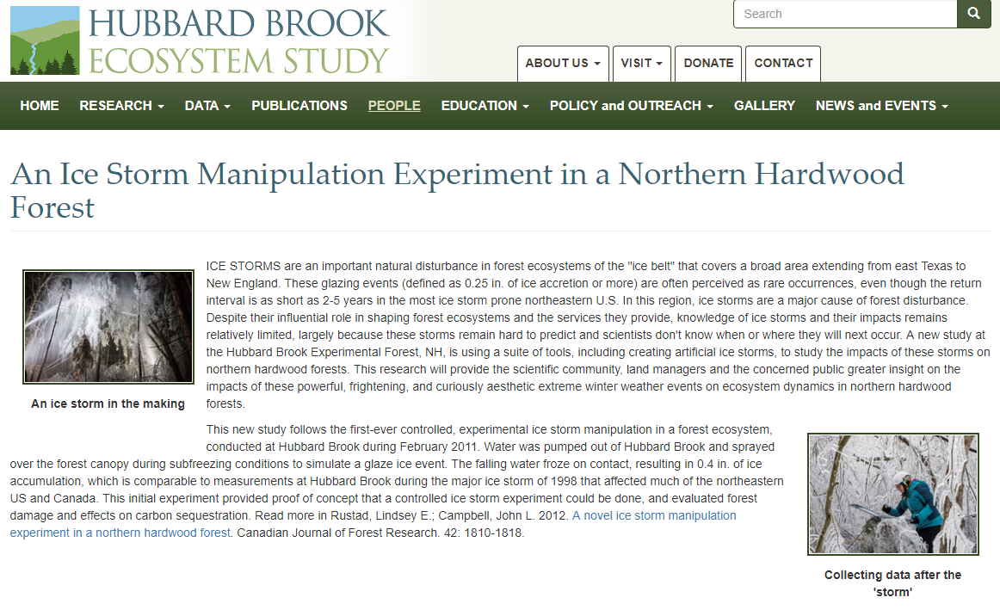 HUBBARD BROOK
ECOSYSTEM STUDY
Search
ABOUT US
VISIT
DONATE
CONTACT
HOME
RESEARCH
DATA
PUBLICATIONS
PEOPLE
EDUCATION
POLICY and OUTREACH
GALLERY
NEWS and EVENTS
An Ice Storm Manipulation Experiment in a Northern Hardwood
Forest
ICE STORMS are an important natural disturbance in forest ecosystems of the "ice belt" that covers a broad area extending from east Texas to
New England. These glazing events (defined as 0.25 in. of ice accretion or more) are often perceived as rare occurrences, even though the return
interval is as short as 2-5 years in the most ice storm prone northeastern U.S. In this region, ice storms are a major cause of forest disturbance.
Despite their influential role in shaping forest ecosystems and the services they provide, knowledge of ice storms and their impacts remains
relatively limited, largely because these storms remain hard to predict and scientists don't know when or where they will next occur. A new study at
the Hubbard Brook Experimental Forest, NH, is using a suite of tools, including creating artificial ice storms, to study the impacts of these storms on
northern hardwood forests. This research will provide the scientific community, land managers and the concerned public greater insight on the
impacts of these powerful, frightening, and curiously aesthetic extreme winter weather events on ecosystem dynamics in northern hardwood
forests.
An ice storm in the making
This new study follows the first-ever controlled, experimental ice storm manipulation in a forest ecosystem,
conducted at Hubbard Brook during February 2011. Water was pumped out of Hubbard Brook and sprayed
over the forest canopy during subfreezing conditions to simulate a glaze ice event. The falling water froze on contact, resulting in 0.4 in. of ice
accumulation, which is comparable to measurements at Hubbard Brook during the major ice storm of 1998 that affected much of the northeastern
US and Canada. This initial experiment provided proof of concept that a controlled ice storm experiment could be done, and evaluated forest
damage and effects on carbon sequestration. Read more in Rustad, Lindsey E.; Campbell, John L. 2012. A novel ice storm manipulation
experiment in a northern hardwood forest. Canadian Journal of Forest Research. 42: 1810-1818.
Collecting data after the
'storm'